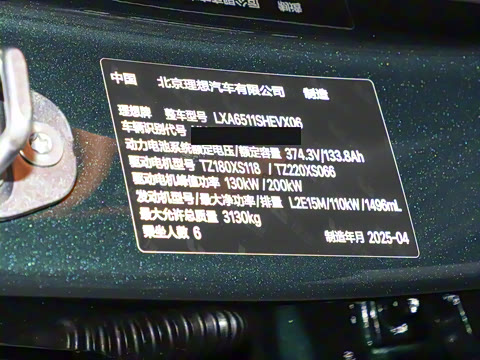 中国 北京理想汽车有限公司 制造
理想牌 整车型号 LXA6511SHEVX06
车辆识别代号
动力电池系统额定电压/额定容量 374.3V/133.8Ah
驱动电机型号 TZ180XS118 / TZ220XS066
驱动电机峰值功率 130kW/200kW
发动机型号/最大净功率/排量 L2E15M/110kW/1496mL
最大允许总质量 3130kg
乘坐人数 6 制造年月 2025-04